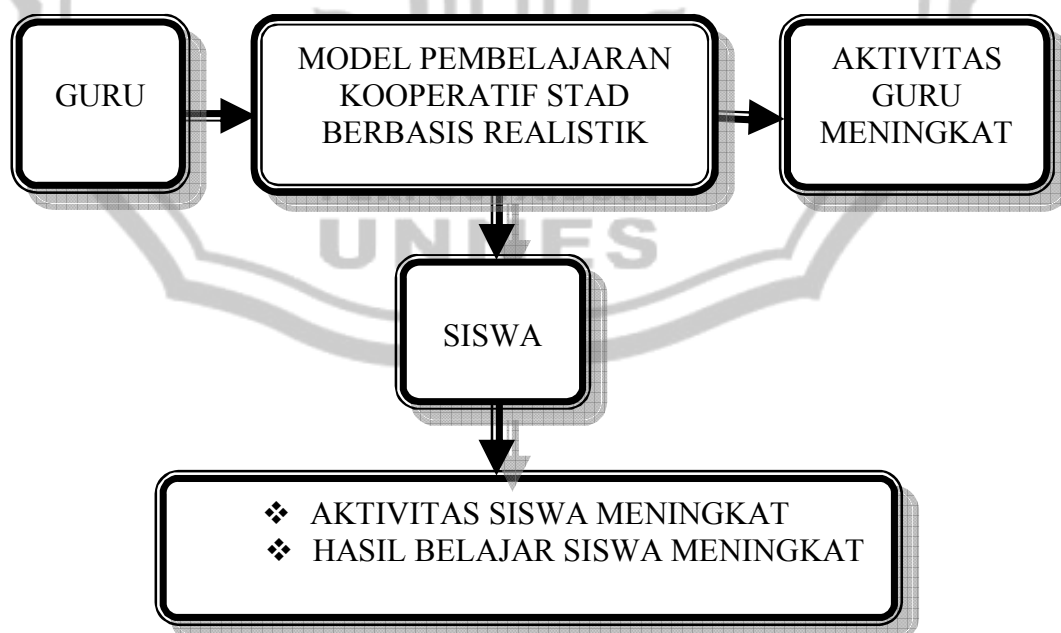 GURU
MODEL PEMBELAJARAN
KOOPERATIF STAD
BERBASIS REALISTIK
AKTIVITAS
GURU
MENINGKAT
UNNES
SISWA
❖ AKTIVITAS SISWA MENINGKAT
❖ HASIL BELAJAR SISWA MENINGKAT